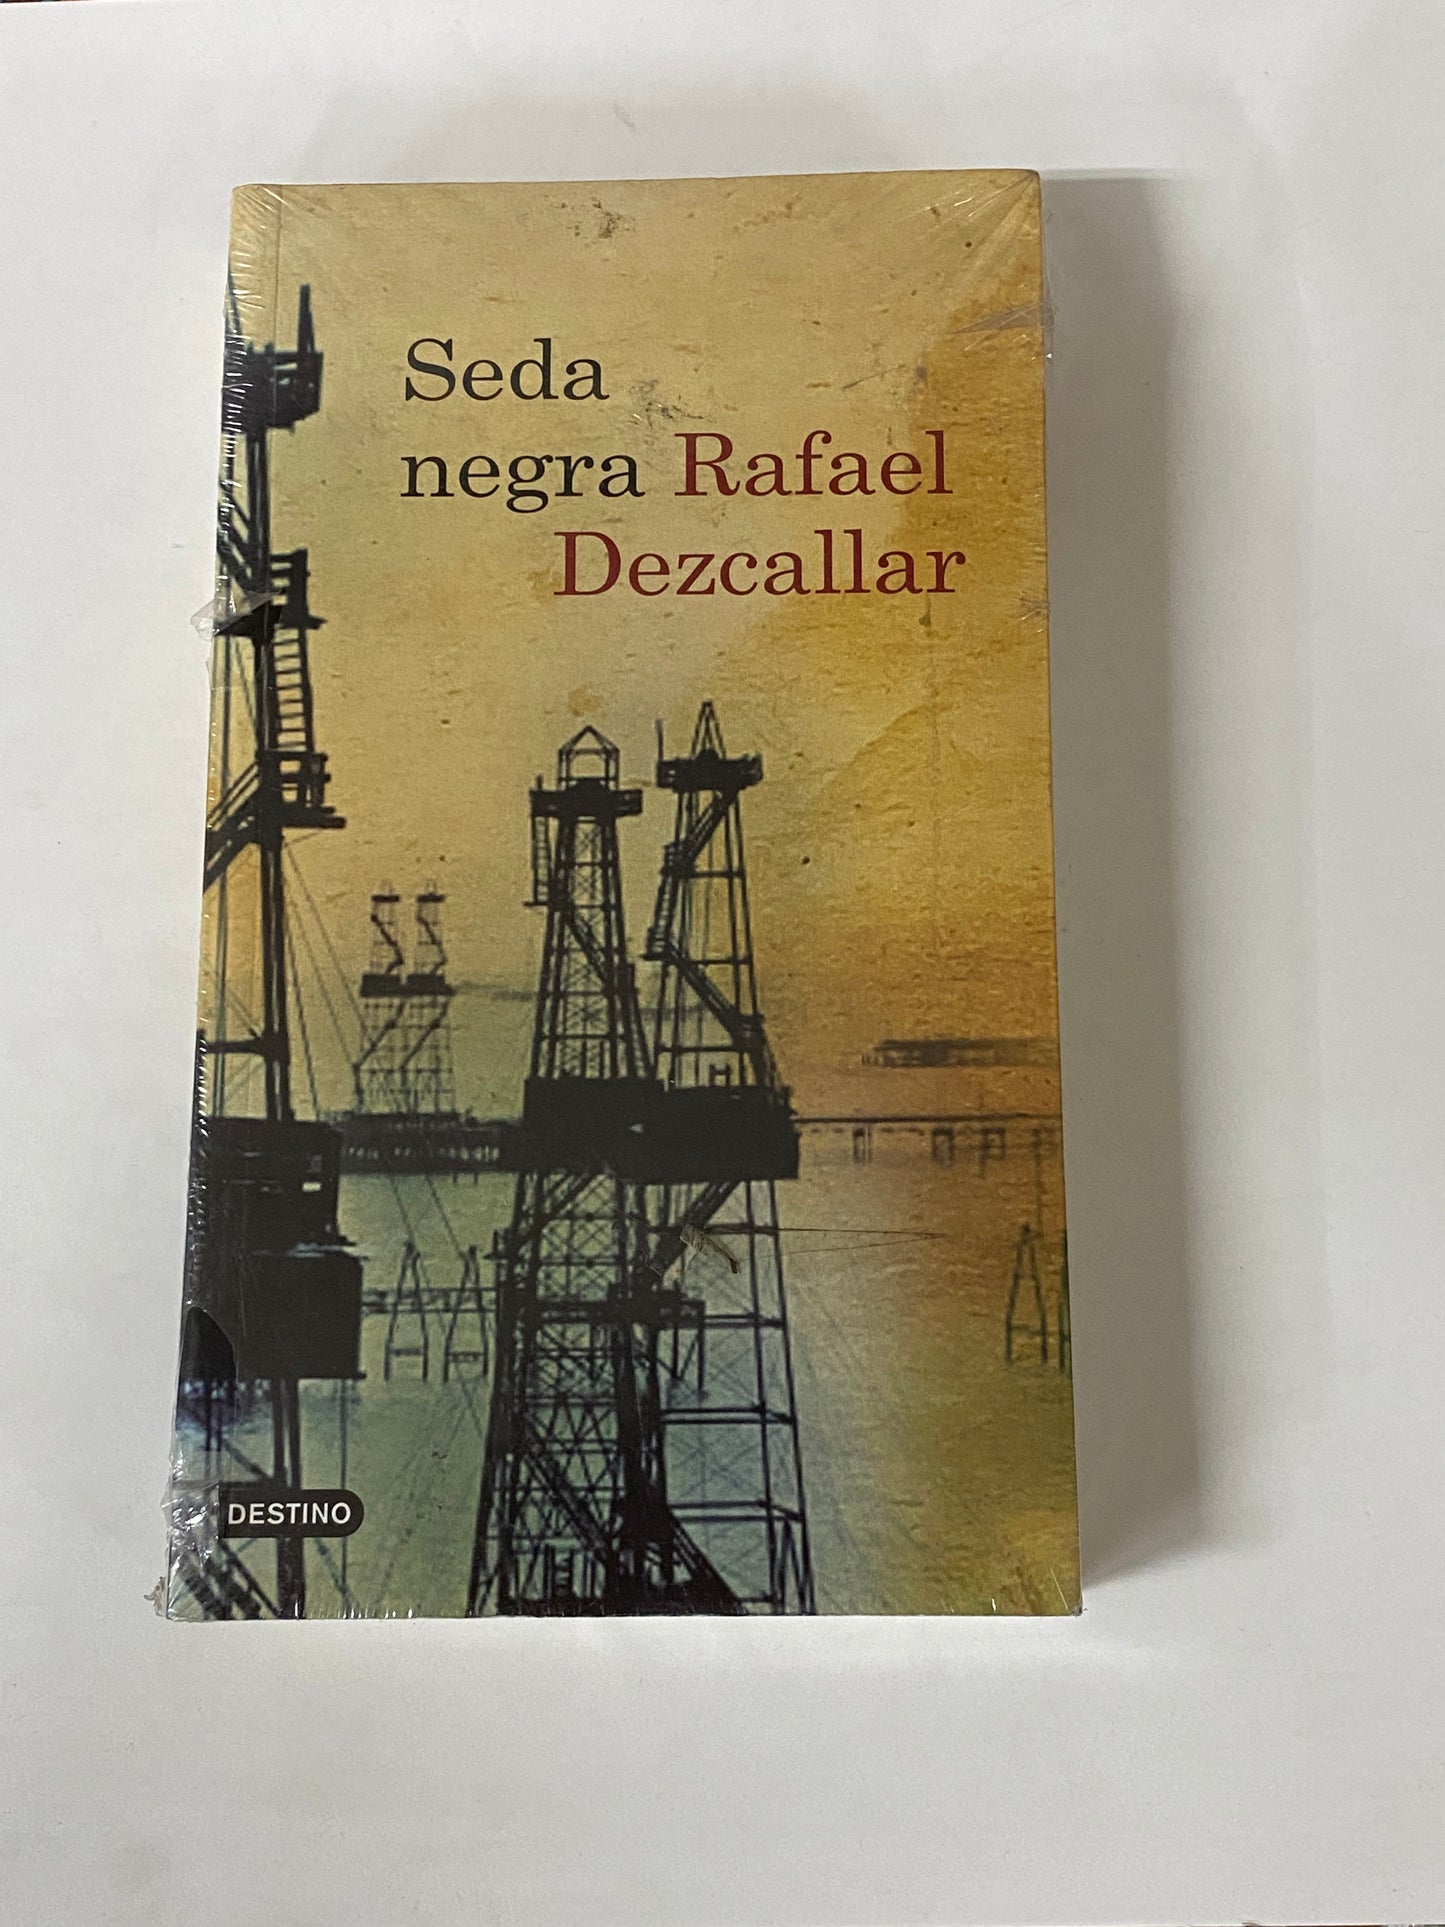 Seda
negra Rafael
Dezcallar
DESTINO